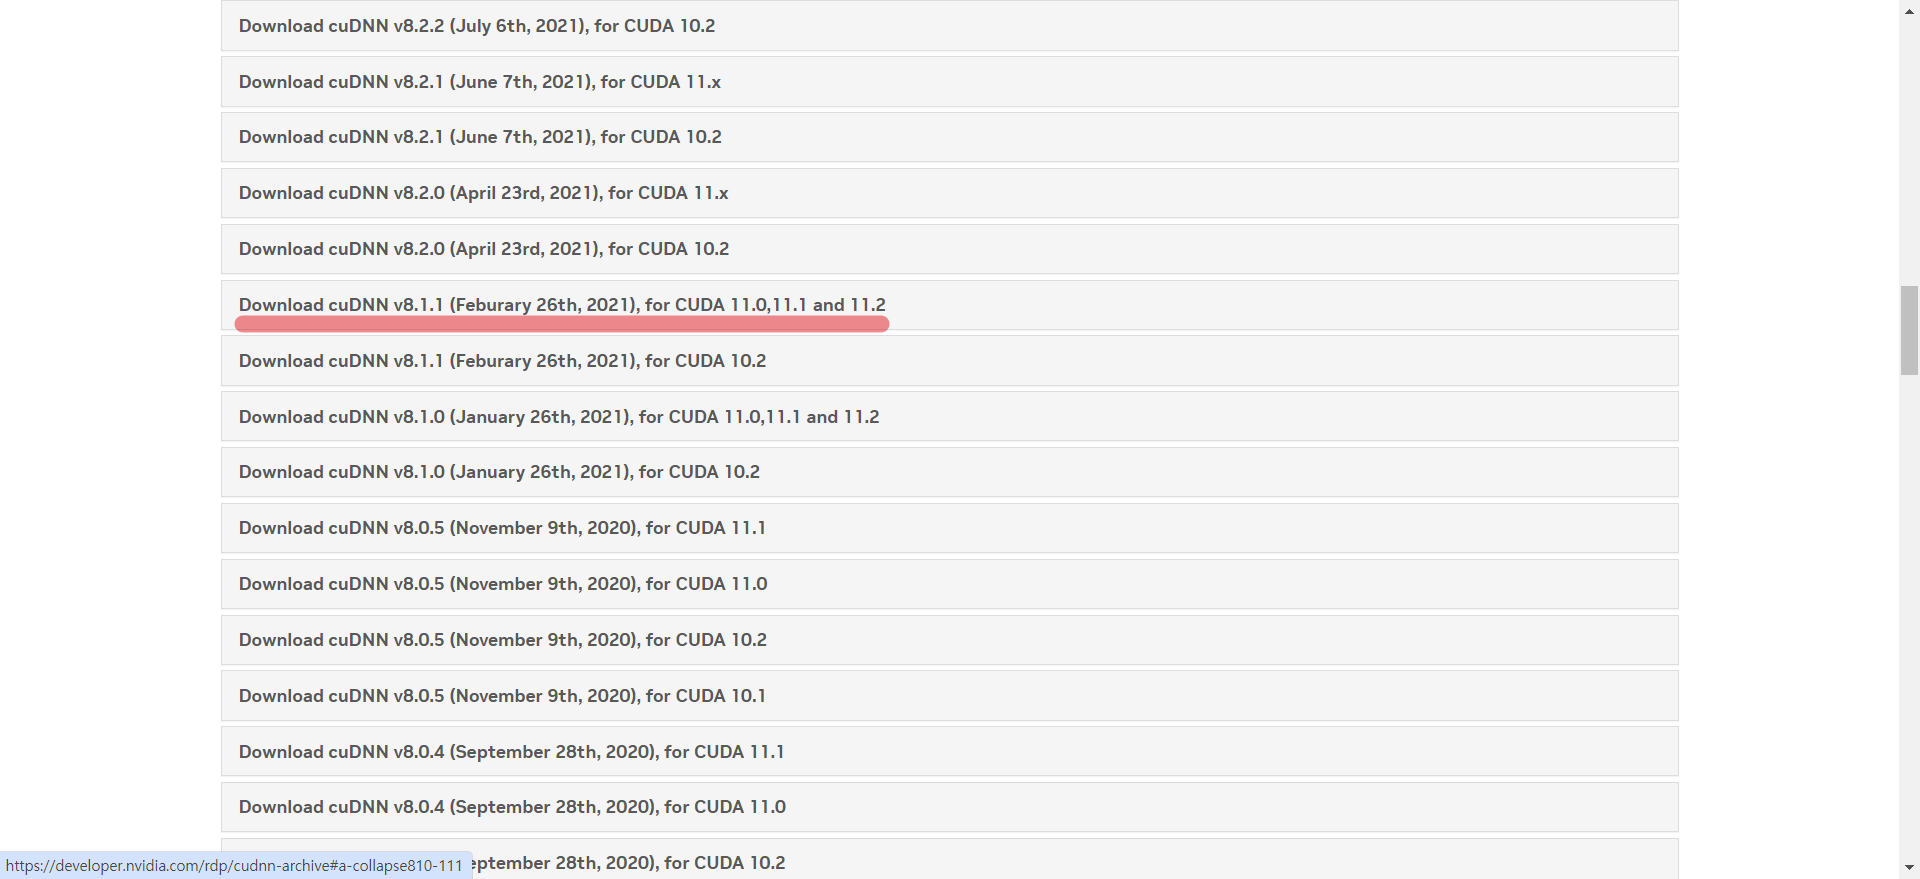 Download cuDNN v8.2.2 (July 6th, 2021), for CUDA 10.2
Download cuDNN v8.2.1 (June 7th, 2021), for CUDA 11.x
Download cuDNN v8.2.1 (June 7th, 2021), for CUDA 10.2
Download cuDNN v8.2.0 (April 23rd, 2021), for CUDA 11.x
Download cuDNN v8.2.0 (April 23rd, 2021), for CUDA 10.2
Download cuDNN v8.1.1 (Feburary 26th, 2021), for CUDA 11.0,11.1 and 11.2
Download cuDNN v8.1.1 (Feburary 26th, 2021), for CUDA 10.2
Download cuDNN v8.1.0 (January 26th, 2021), for CUDA 11.0,11.1 and 11.2
Download cuDNN v8.1.0 (January 26th, 2021), for CUDA 10.2
Download cuDNN v8.0.5 (November 9th, 2020), for CUDA 11.1
Download cuDNN v8.0.5 (November 9th, 2020), for CUDA 11.0
Download cuDNN v8.0.5 (November 9th, 2020), for CUDA 10.2
Download cuDNN v8.0.5 (November 9th, 2020), for CUDA 10.1
Download cuDNN v8.0.4 (September 28th, 2020), for CUDA 11.1
Download cuDNN v8.0.4 (September 28th, 2020), for CUDA 11.0
eptember 28th, 2020), for CUDA 10.2
https://developer.nvidia.com/rdp/cudnn-archive#a-collapse810-111